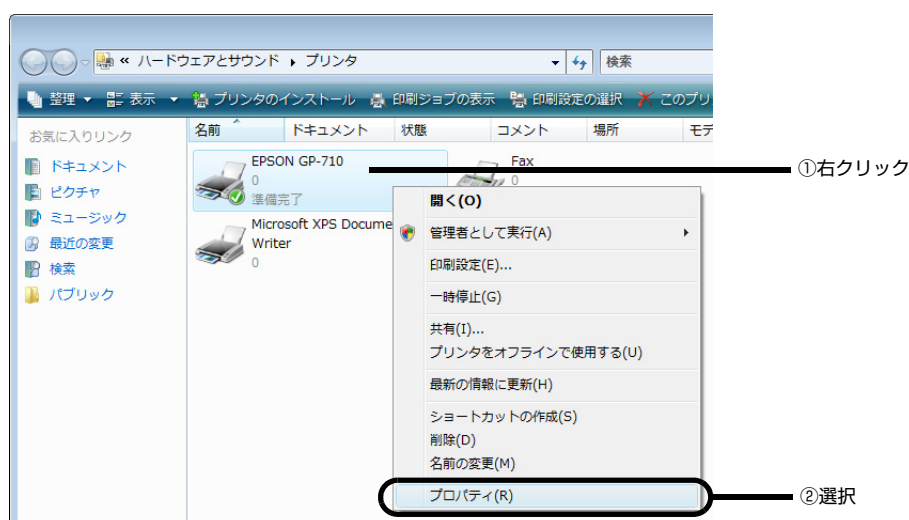 « ハードウェアとサウンド ▸ プリンタ
検索
整理 ▼ 表示 ▼ プリンタのインストール 印刷ジョブの表示 印刷設定の選択 このプリ
お気に入りリンク
ドキュメント
ピクチャ
ミュージック
最近の変更
検索
パブリック
名前 ドキュメント 状態 コメント 場所 モデ
EPSON GP-710
0
準備完了
Fax
0
Microsoft XPS Docume
Writer
0
開く(O)
管理者として実行(A)
印刷設定(E)...
一時停止(G)
共有(I)...
プリンタをオフラインで使用する(U)
最新の情報に更新(H)
ショートカットの作成(S)
削除(D)
名前の変更(M)
プロパティ(R)
①右クリック
②選択